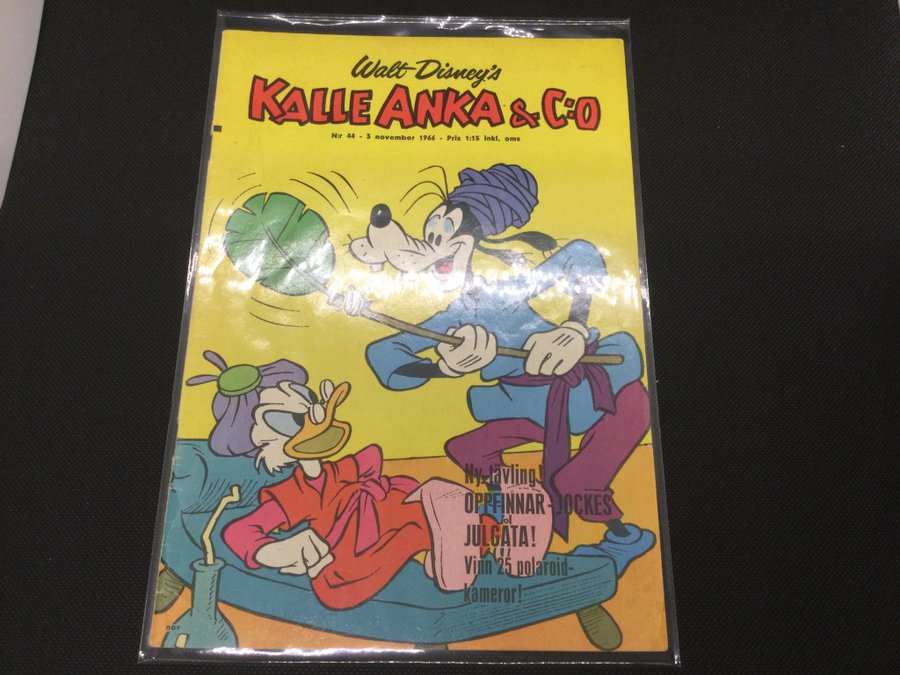 Walt Disney's
KALLE ANKA & C:O
N:r 44 - 3 november 1966 - Pris 1:15 inkl. oms
Ny tävling!
OPPFINNAR-JOCKES
JULGÅTA!
Vinn 25 polaroid-
kameror!